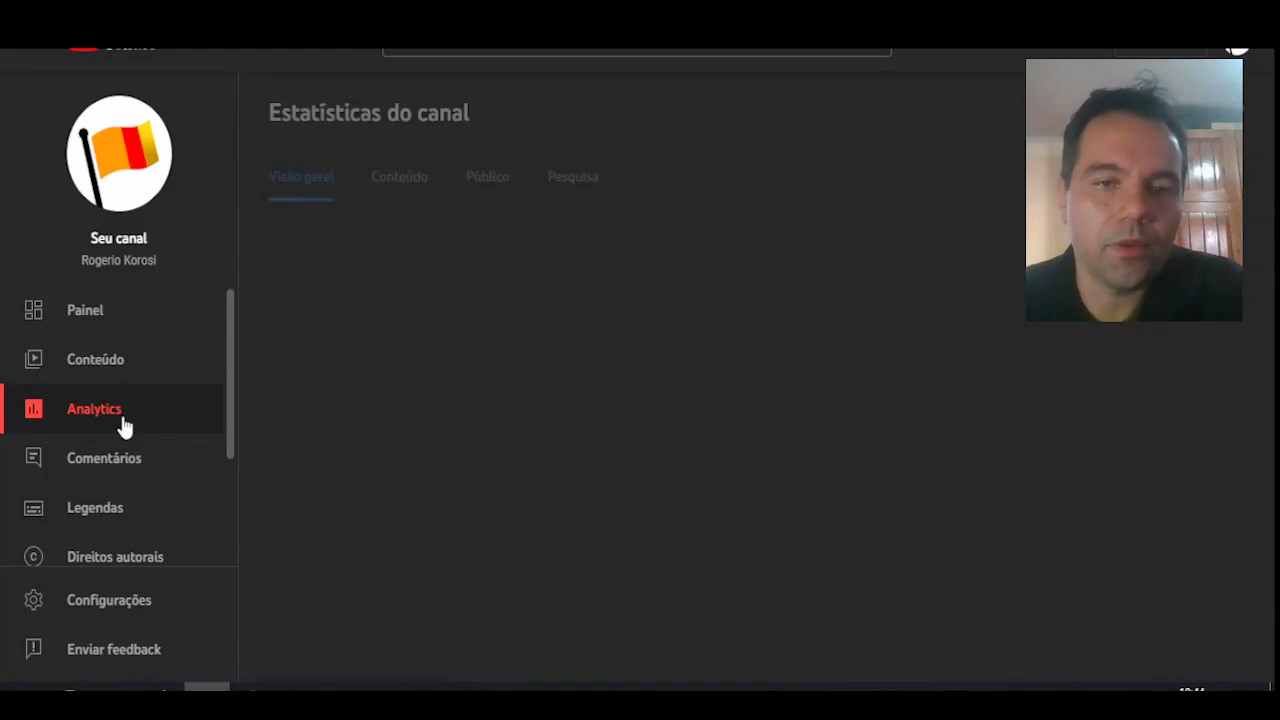 Estatísticas do canal
Visão geral
Conteúdo
Público
Pesquisa
Seu canal
Rogerio Korosi
Painel
Conteúdo
Analytics
Comentários
Legendas
Direitos autorais
Configurações
Enviar feedback